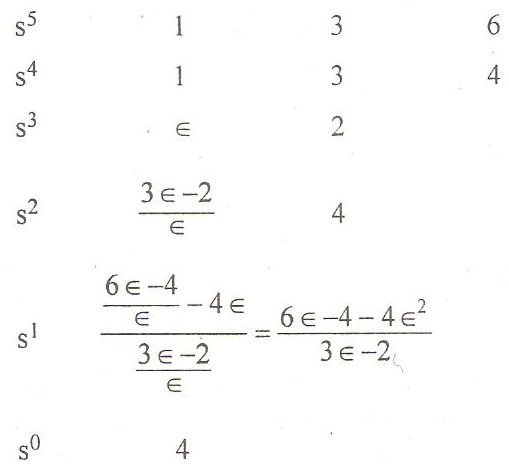 s⁵ 1 3 6
s⁴ 1 3 4
s³ ∈ 2
s² (3∈−2)/∈ 4
s¹ ((6∈−4)/∈ − 4∈)/((3∈−2)/∈) = (6∈−4−4∈²)/(3∈−2)
s⁰ 4